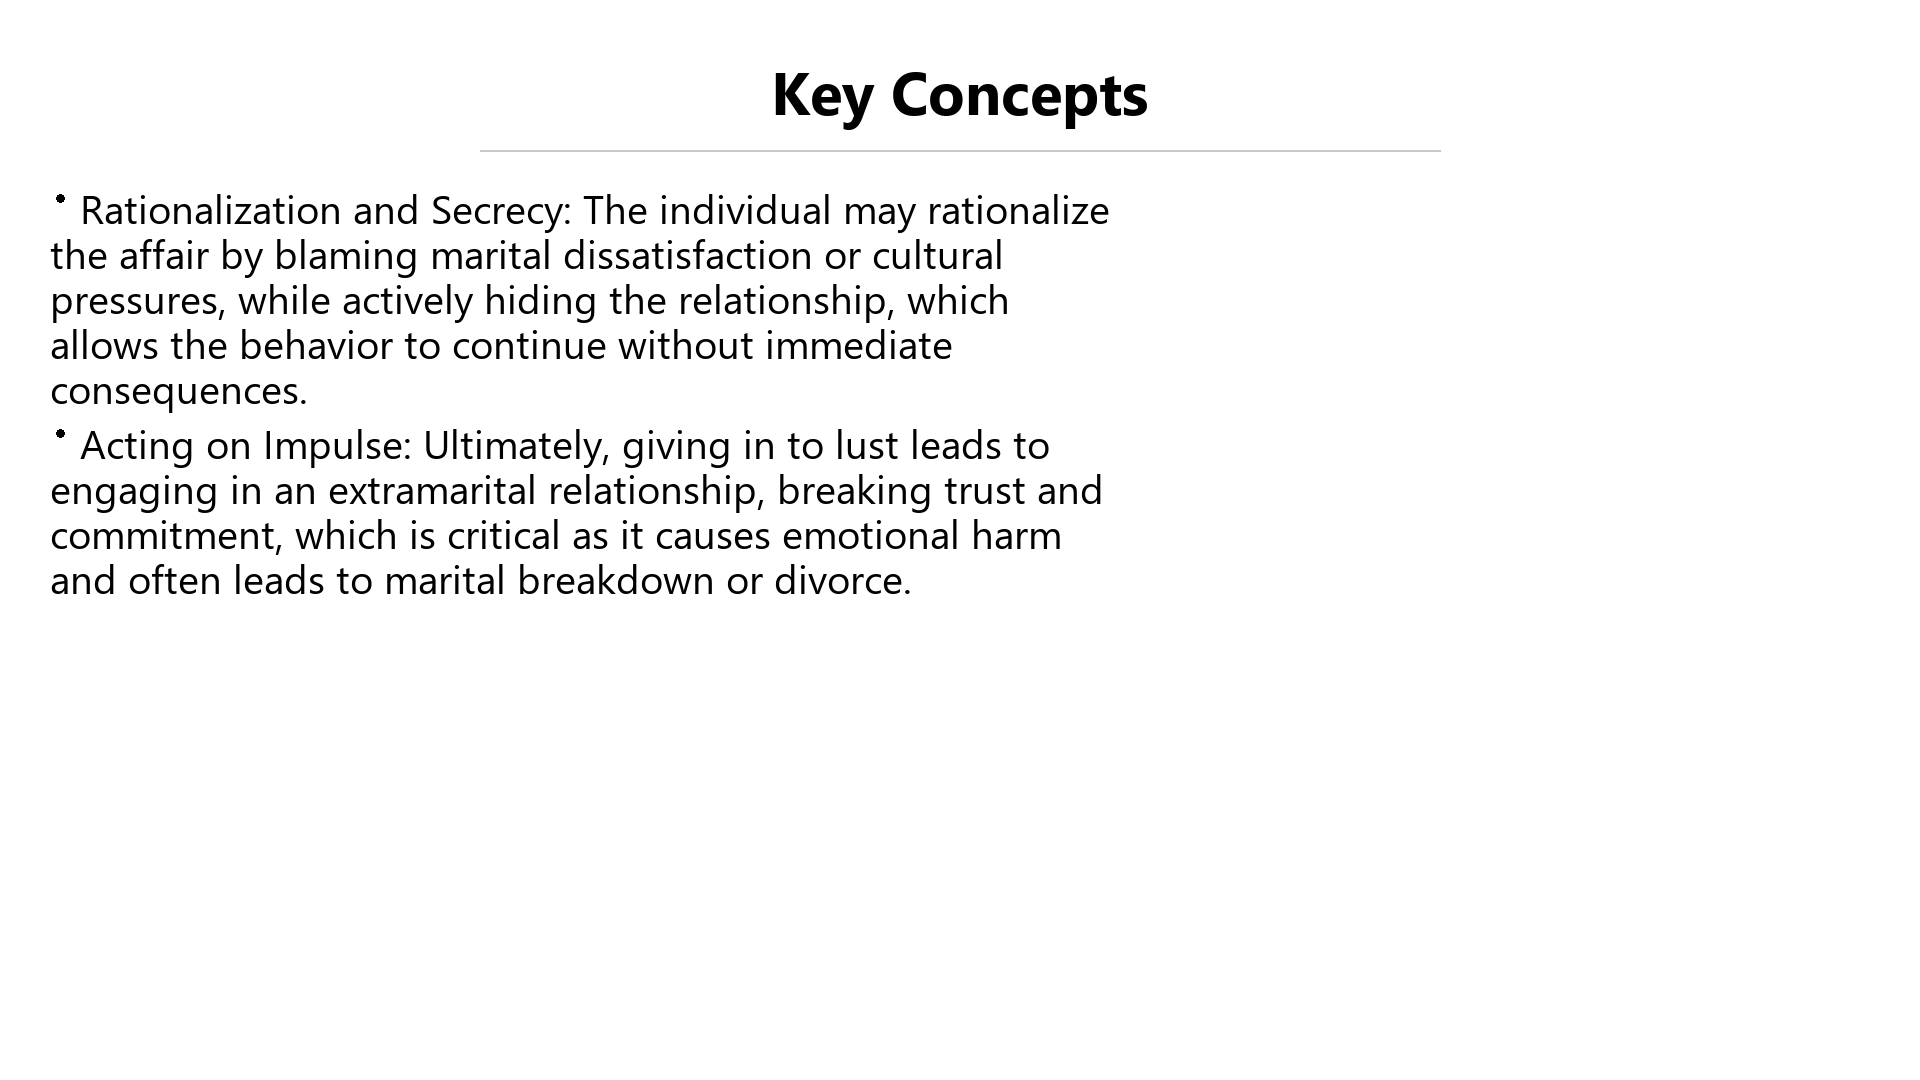 Key Concepts
• Rationalization and Secrecy: The individual may rationalize
the affair by blaming marital dissatisfaction or cultural
pressures, while actively hiding the relationship, which
allows the behavior to continue without immediate
consequences.
• Acting on Impulse: Ultimately, giving in to lust leads to
engaging in an extramarital relationship, breaking trust and
commitment, which is critical as it causes emotional harm
and often leads to marital breakdown or divorce.